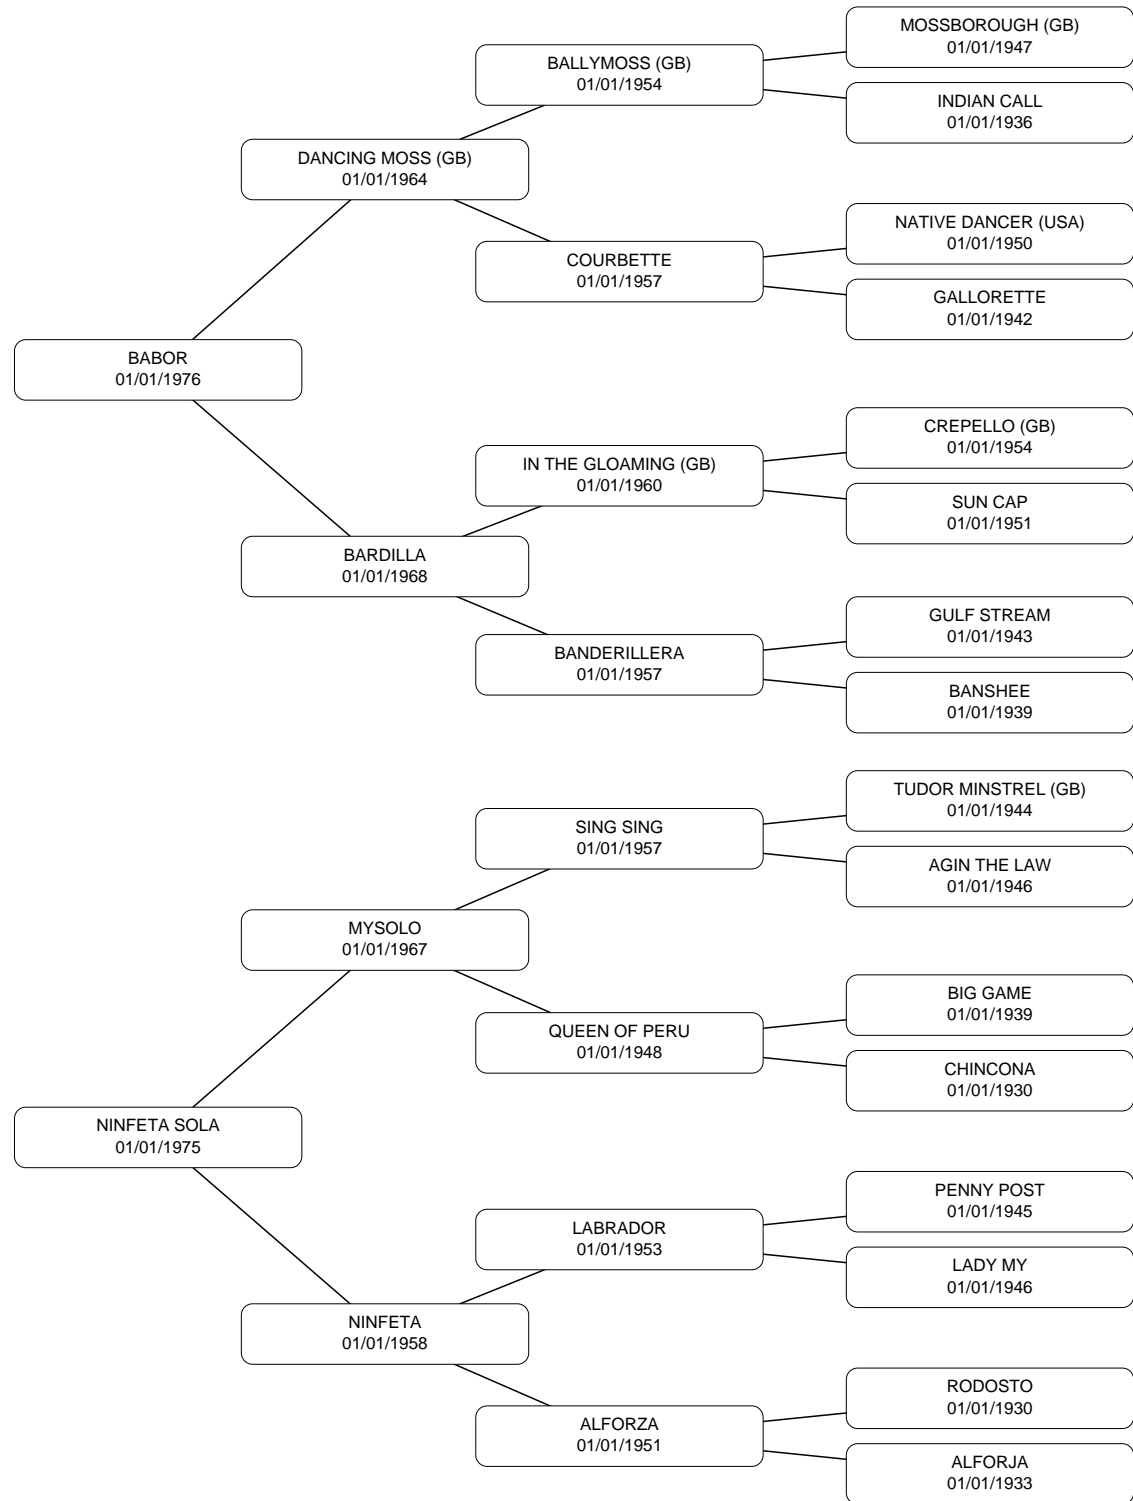 MOSSBOROUGH (GB)
01/01/1947
BALLYMOSS (GB)
01/01/1954
INDIAN CALL
01/01/1936
DANCING MOSS (GB)
01/01/1964
NATIVE DANCER (USA)
01/01/1950
COURBETTE
01/01/1957
GALLORETTE
01/01/1942
BABOR
01/01/1976
CREPELLO (GB)
01/01/1954
IN THE GLOAMING (GB)
01/01/1960
SUN CAP
01/01/1951
BARDILLA
01/01/1968
GULF STREAM
01/01/1943
BANDERILLERA
01/01/1957
BANSHEE
01/01/1939
TUDOR MINSTREL (GB)
01/01/1944
SING SING
01/01/1957
AGIN THE LAW
01/01/1946
MYSOLO
01/01/1967
BIG GAME
01/01/1939
QUEEN OF PERU
01/01/1948
CHINCONA
01/01/1930
NINFETA SOLA
01/01/1975
PENNY POST
01/01/1945
LABRADOR
01/01/1953
LADY MY
01/01/1946
NINFETA
01/01/1958
RODOSTO
01/01/1930
ALFORZA
01/01/1951
ALFORJA
01/01/1933